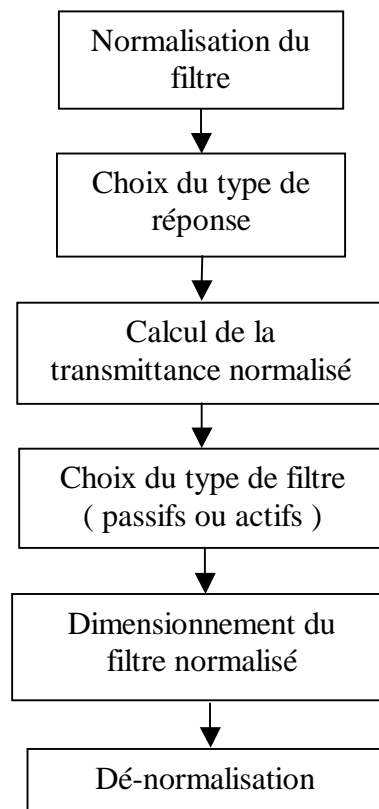 Normalisation du
filtre
Choix du type de
réponse
Calcul de la
transmittance normalisé
Choix du type de filtre
( passifs ou actifs )
Dimensionnement du
filtre normalisé
Dé-normalisation